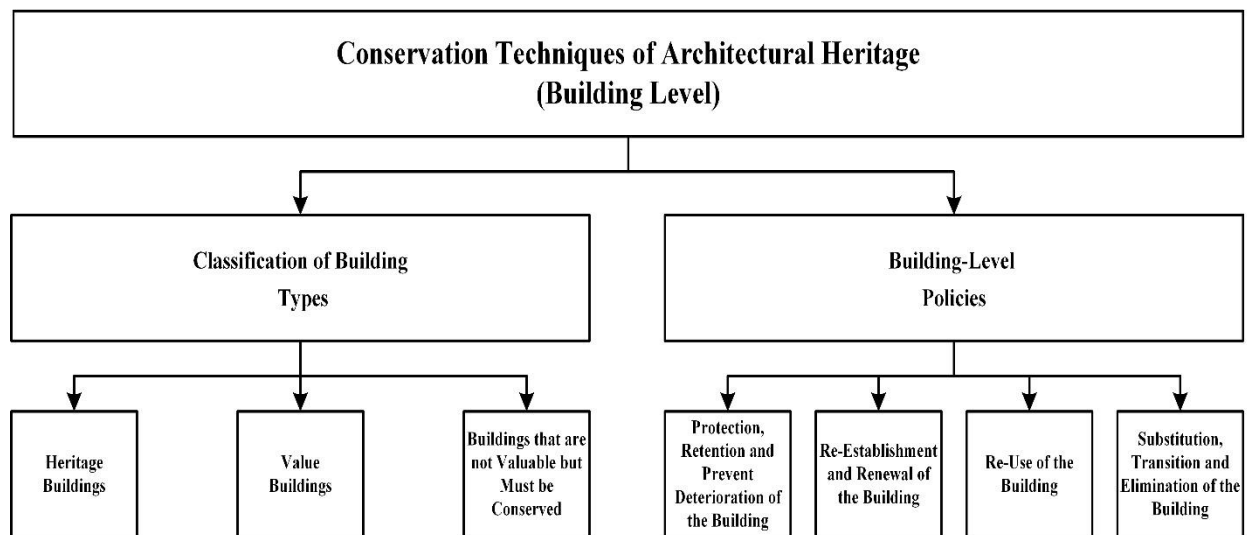 Conservation Techniques of Architectural Heritage
(Building Level)
Classification of Building
Types
Building-Level
Policies
Heritage
Buildings
Value
Buildings
Buildings that are
not Valuable but
Must be
Conserved
Protection,
Retention and
Prevent
Deterioration of
the Building
Re-Establishment
and Renewal of
the Building
Re-Use of the
Building
Substitution,
Transition and
Elimination of the
Building